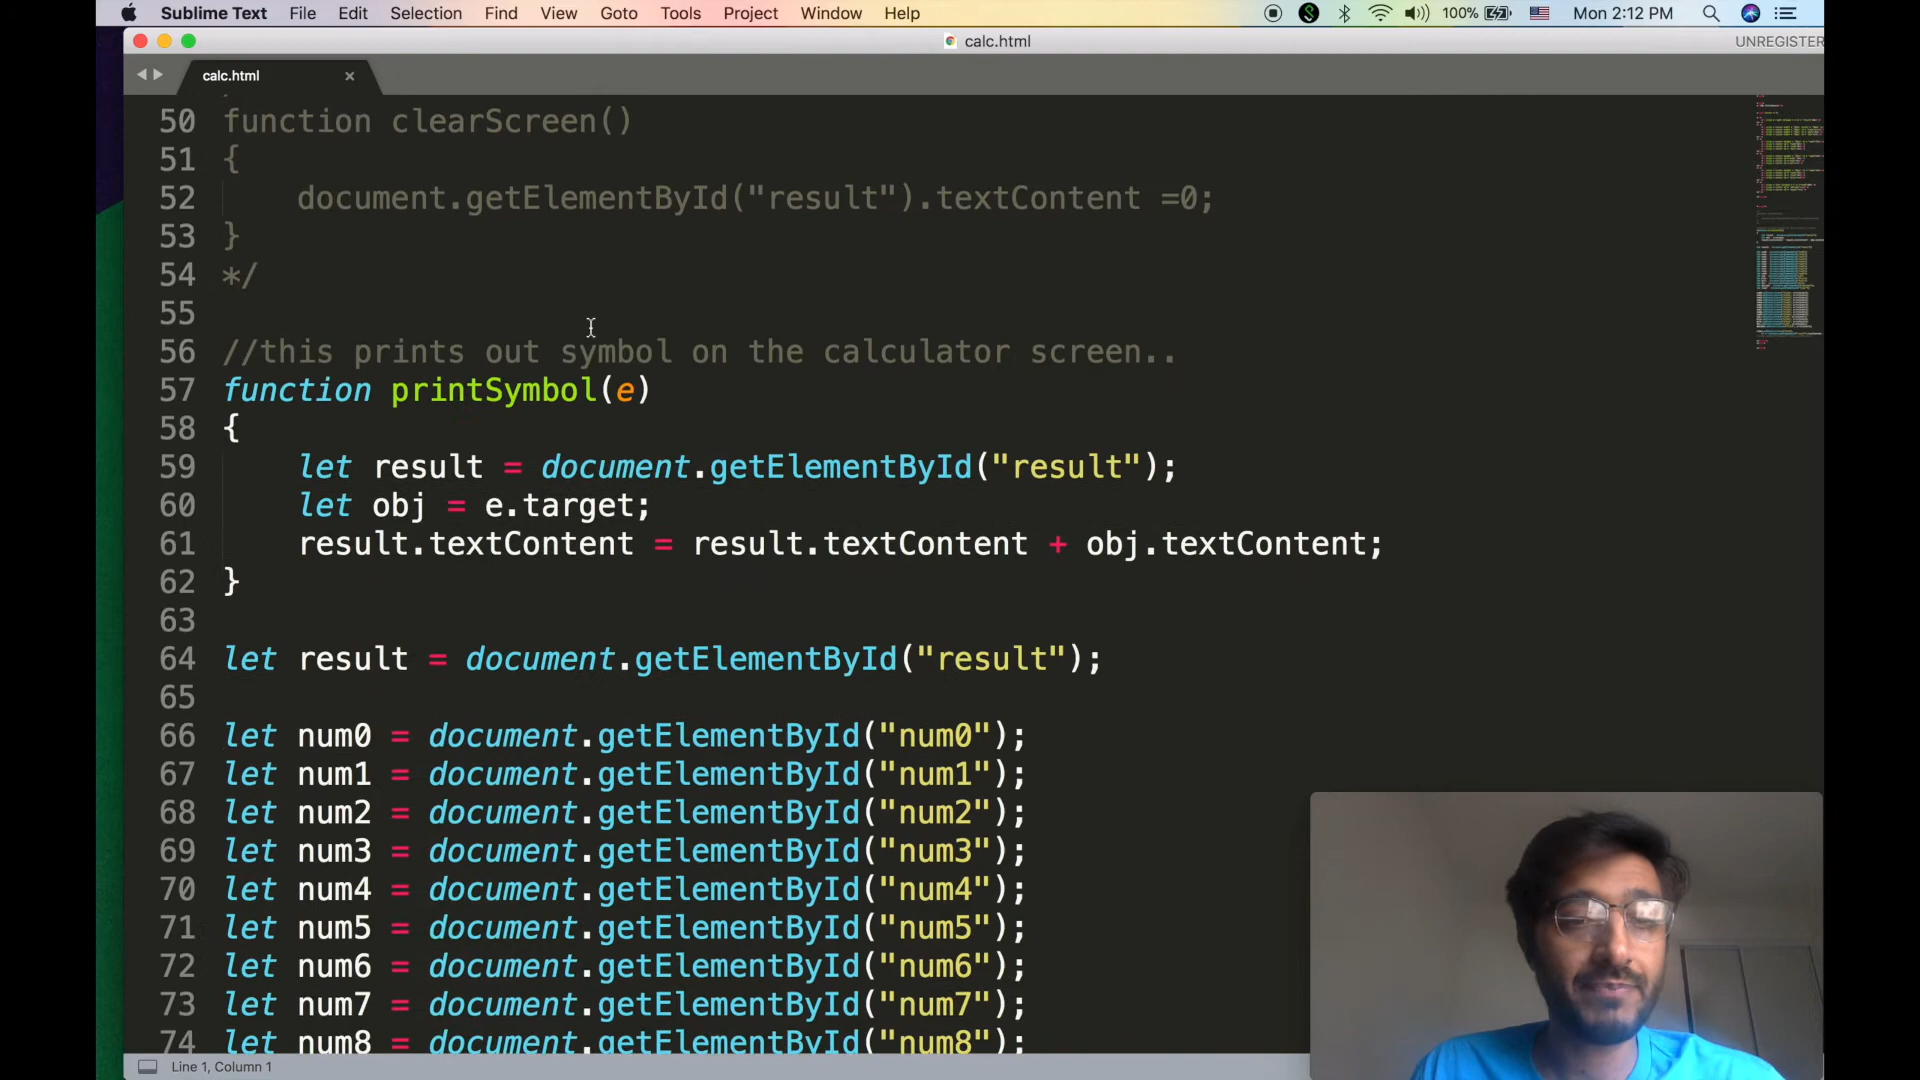 Sublime Text File Edit Selection Find View Goto Tools Project Window Help 100% Mon 2:12 PM
calc.html UNREGISTER
calc.html
50 function clearScreen()
51 {
52 document.getElementById("result").textContent =0;
53 }
54 */
55
56 //this prints out symbol on the calculator screen..
57 function printSymbol(e)
58 {
59 let result = document.getElementById("result");
60 let obj = e.target;
61 result.textContent = result.textContent + obj.textContent;
62 }
63
64 let result = document.getElementById("result");
65
66 let num0 = document.getElementById("num0");
67 let num1 = document.getElementById("num1");
68 let num2 = document.getElementById("num2");
69 let num3 = document.getElementById("num3");
70 let num4 = document.getElementById("num4");
71 let num5 = document.getElementById("num5");
72 let num6 = document.getElementById("num6");
73 let num7 = document.getElementById("num7");
74 let num8 = document.getElementById("num8");
Line 1, Column 1